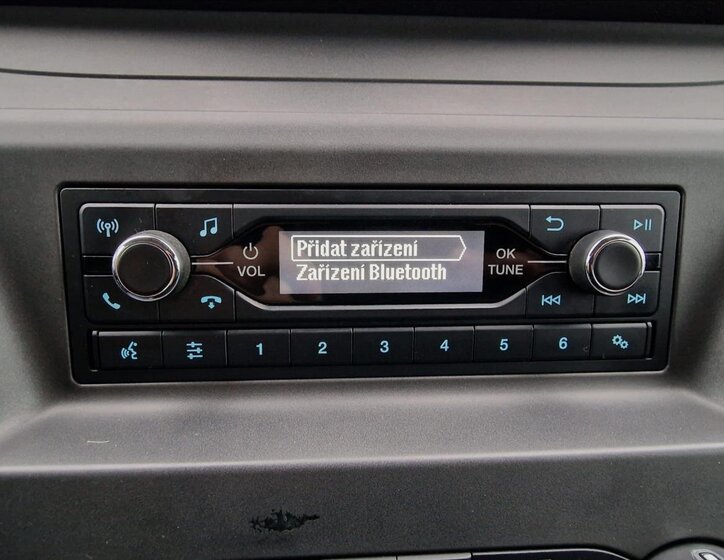 Přidat zařízení
Zařízení Bluetooth
VOL
OK
TUNE
1 2 3 4 5 6